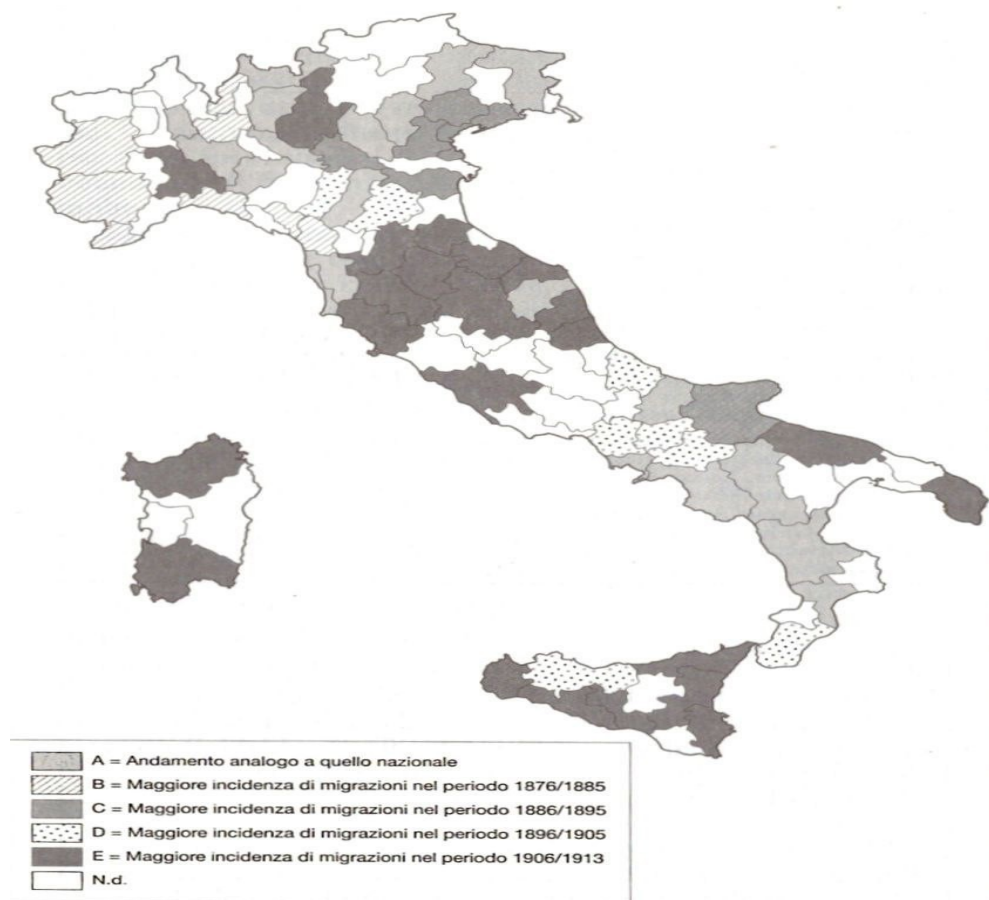 A = Andamento analogo a quello nazionale
B = Maggiore incidenza di migrazioni nel periodo 1876/1885
C = Maggiore incidenza di migrazioni nel periodo 1886/1895
D = Maggiore incidenza di migrazioni nel periodo 1896/1905
E = Maggiore incidenza di migrazioni nel periodo 1906/1913
N.d.